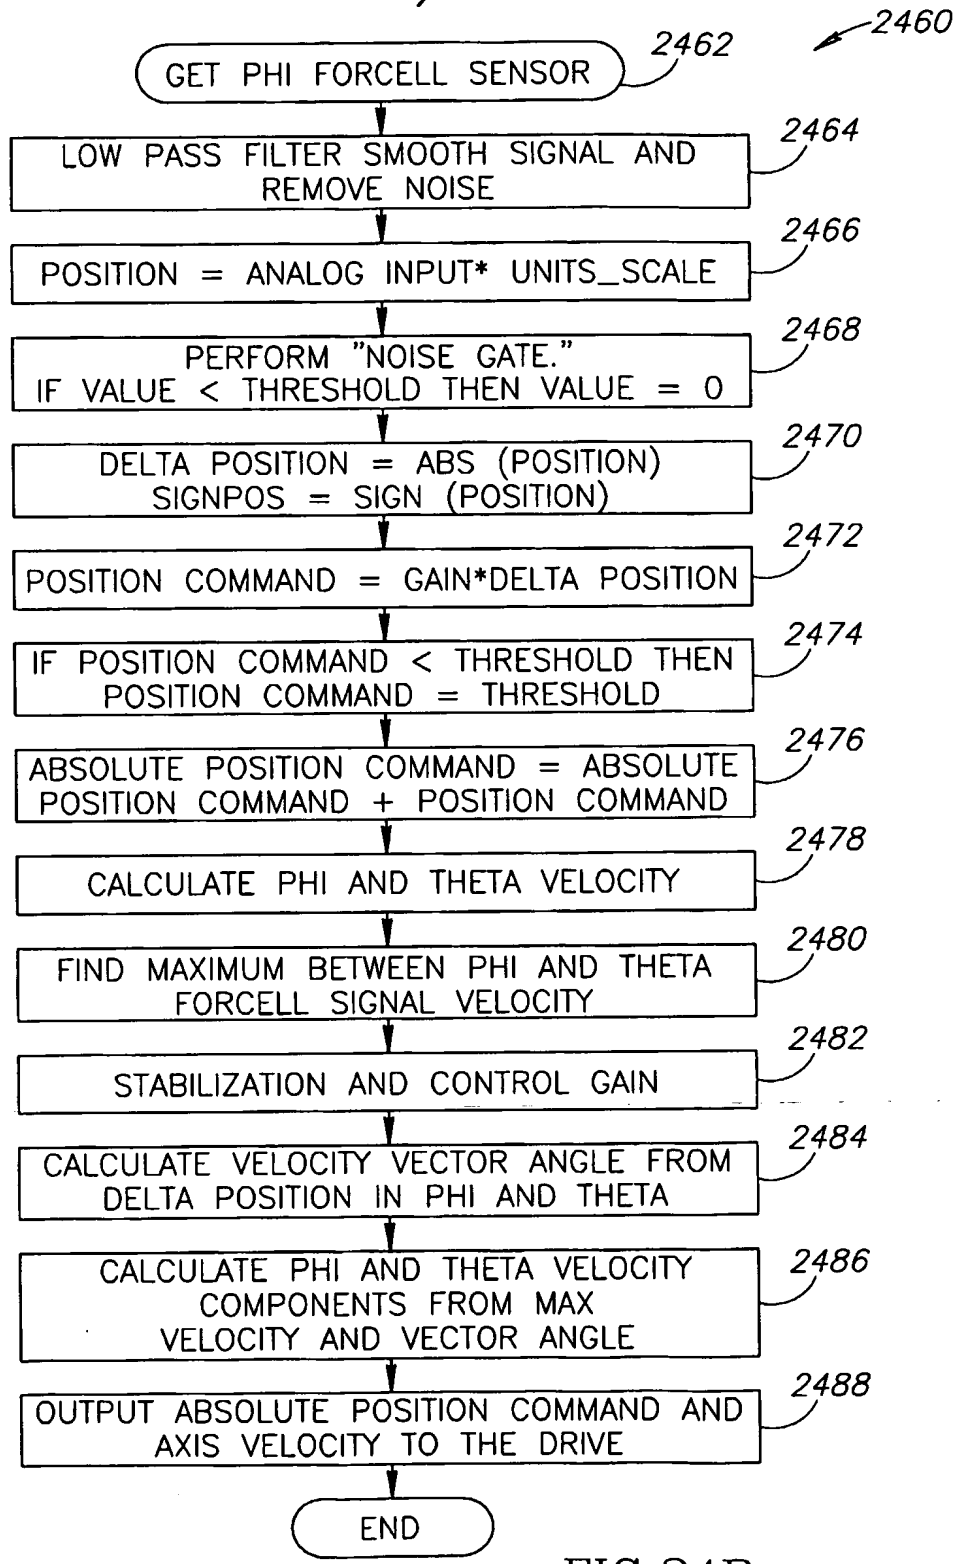 2460
GET PHI FORCELL SENSOR
2462
LOW PASS FILTER SMOOTH SIGNAL AND
REMOVE NOISE
2464
POSITION = ANALOG INPUT* UNITS_SCALE
2466
PERFORM "NOISE GATE."
IF VALUE < THRESHOLD THEN VALUE = 0
2468
DELTA POSITION = ABS (POSITION)
SIGNPOS = SIGN (POSITION)
2470
POSITION COMMAND = GAIN*DELTA POSITION
2472
IF POSITION COMMAND < THRESHOLD THEN
POSITION COMMAND = THRESHOLD
2474
ABSOLUTE POSITION COMMAND = ABSOLUTE
POSITION COMMAND + POSITION COMMAND
2476
CALCULATE PHI AND THETA VELOCITY
2478
FIND MAXIMUM BETWEEN PHI AND THETA
FORCELL SIGNAL VELOCITY
2480
STABILIZATION AND CONTROL GAIN
2482
CALCULATE VELOCITY VECTOR ANGLE FROM
DELTA POSITION IN PHI AND THETA
2484
CALCULATE PHI AND THETA VELOCITY
COMPONENTS FROM MAX
VELOCITY AND VECTOR ANGLE
2486
OUTPUT ABSOLUTE POSITION COMMAND AND
AXIS VELOCITY TO THE DRIVE
2488
END